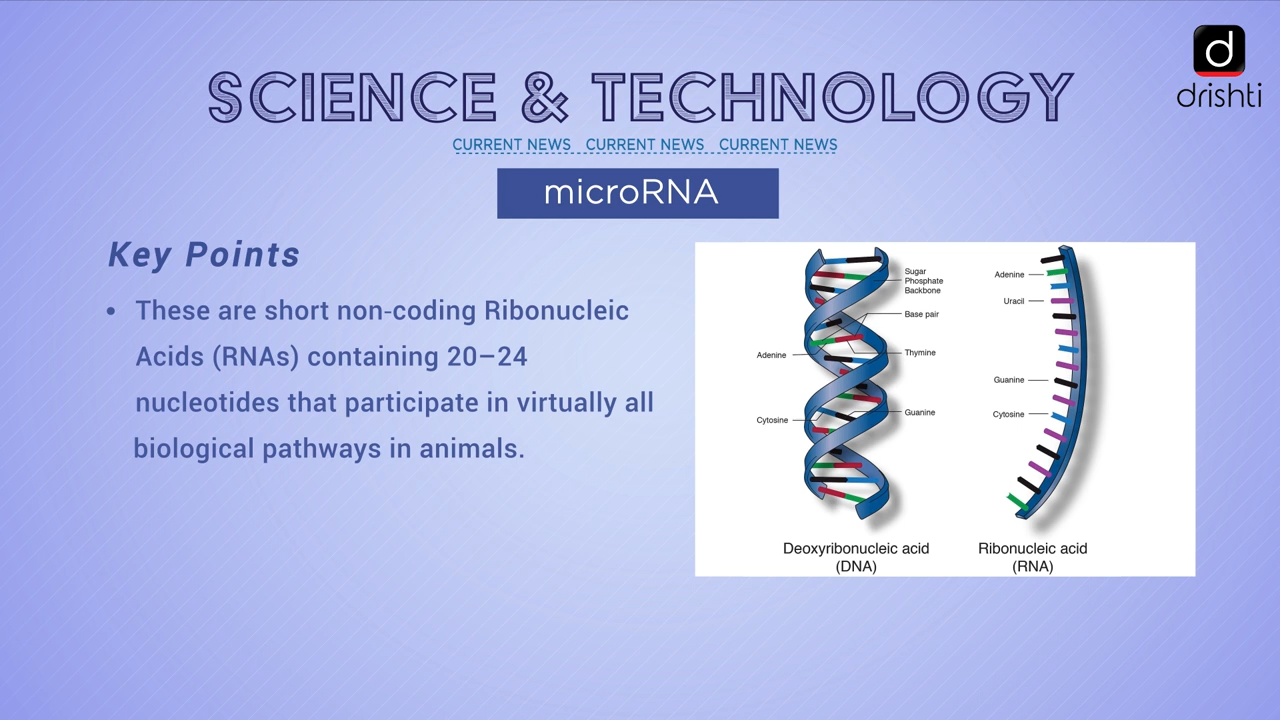 SCIENCE & TECHNOLOGY
d
drishti
CURRENT NEWS CURRENT NEWS CURRENT NEWS
microRNA
Key Points
• These are short non-coding Ribonucleic
Acids (RNAs) containing 20–24
nucleotides that participate in virtually all
biological pathways in animals.
Sugar
Phosphate
Backbone
Base pair
Adenine
Thymine
Cytosine
Guanine
Deoxyribonucleic acid
(DNA)
Adenine
Uracil
Guanine
Cytosine
Ribonucleic acid
(RNA)